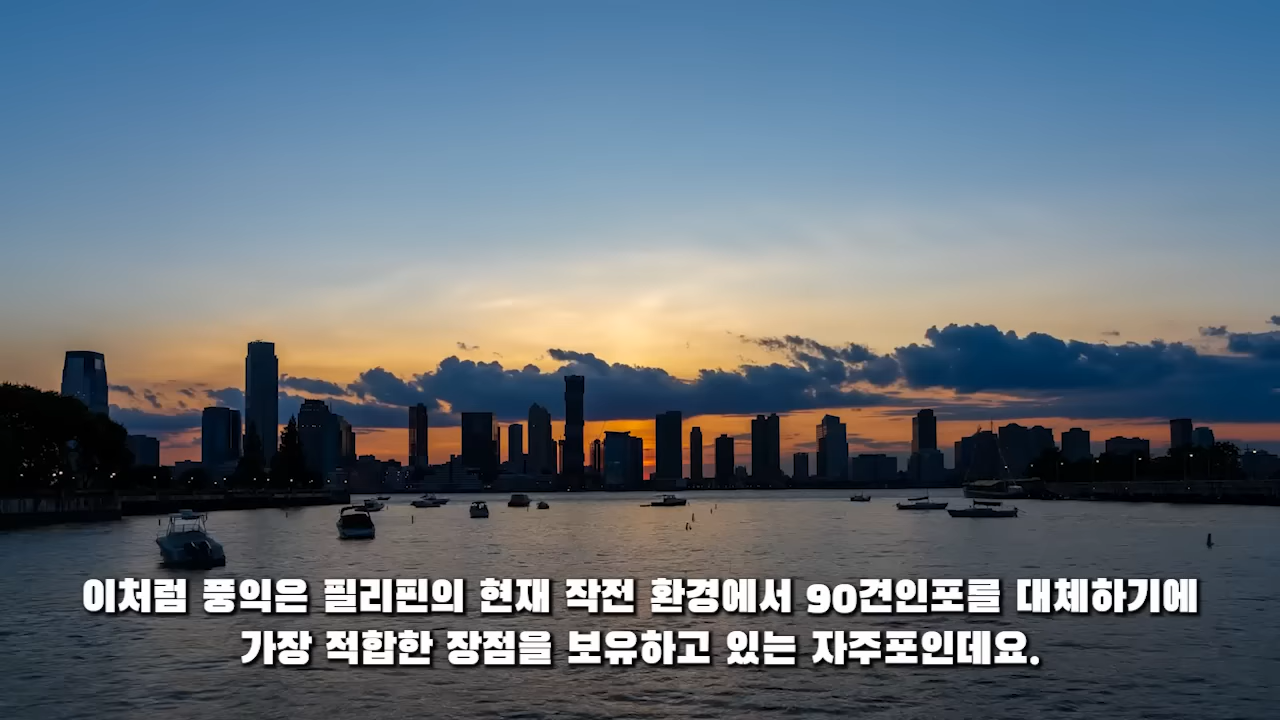 이처럼 풍익은 필리핀의 현재 작전 환경에서 90견인포를 대체하기에
가장 적합한 장점을 보유하고 있는 자주포인데요.